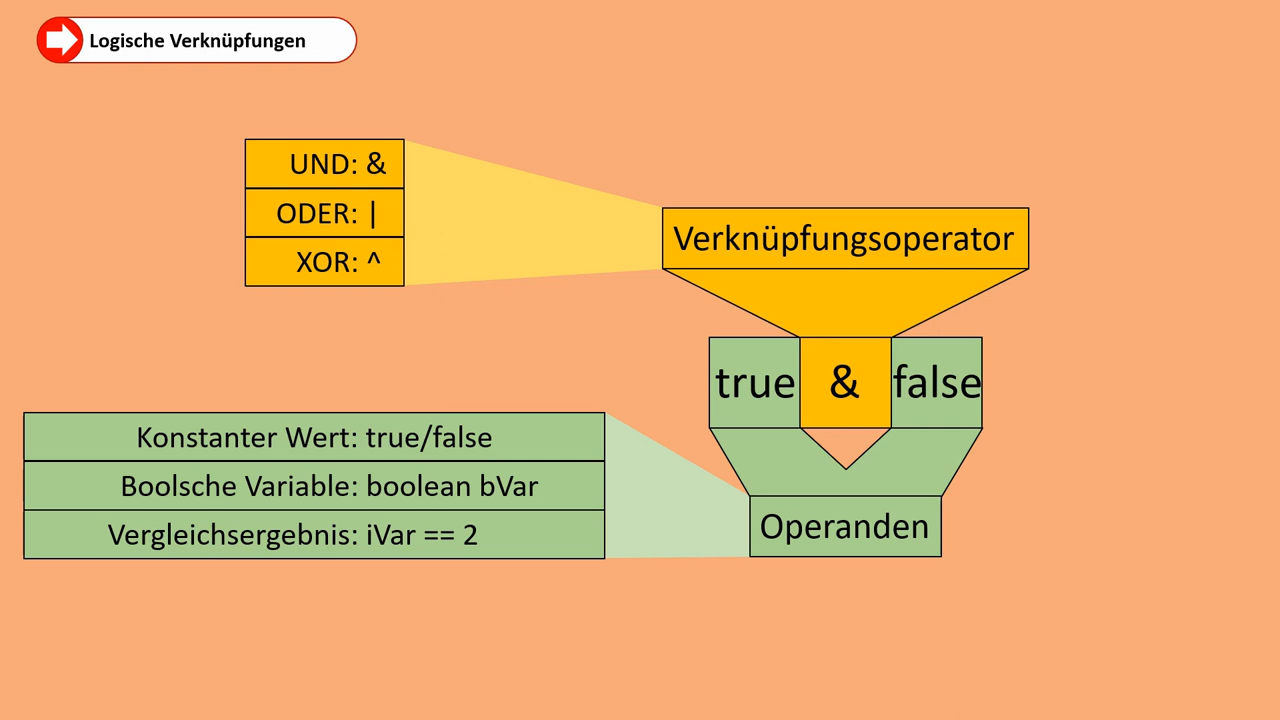 Logische Verknüpfungen
UND: &
ODER: |
XOR: ^
Verknüpfungsoperator
true & false
Konstanter Wert: true/false
Boolsche Variable: boolean bVar
Vergleichsergebnis: iVar == 2
Operanden